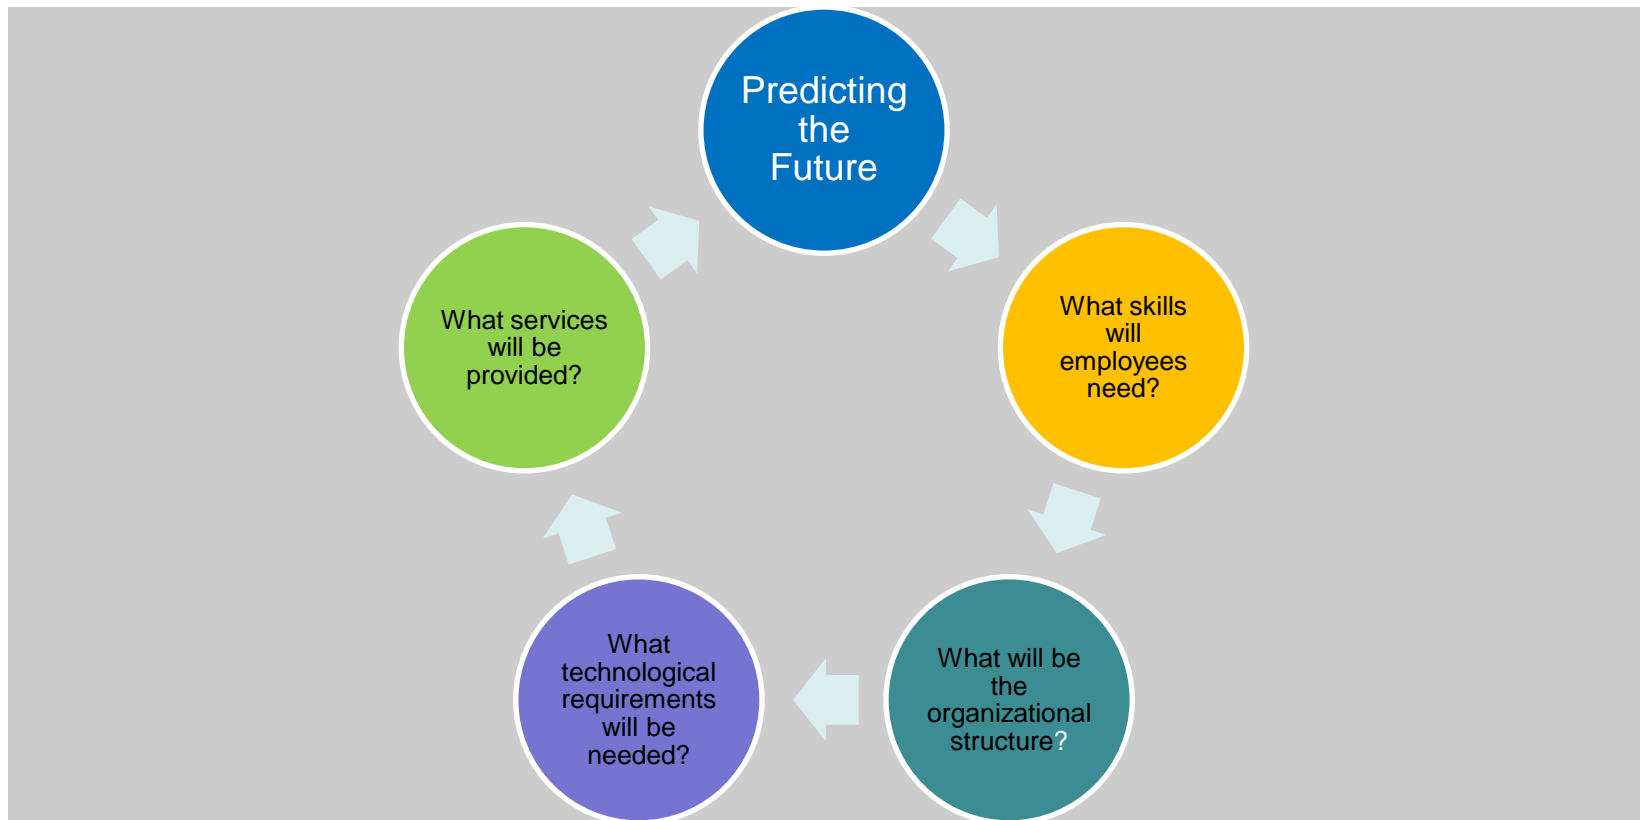 Predicting
the
Future
What skills
will
employees
need?
What will be
the
organizational
structure?
What
technological
requirements
will be
needed?
What services
will be
provided?